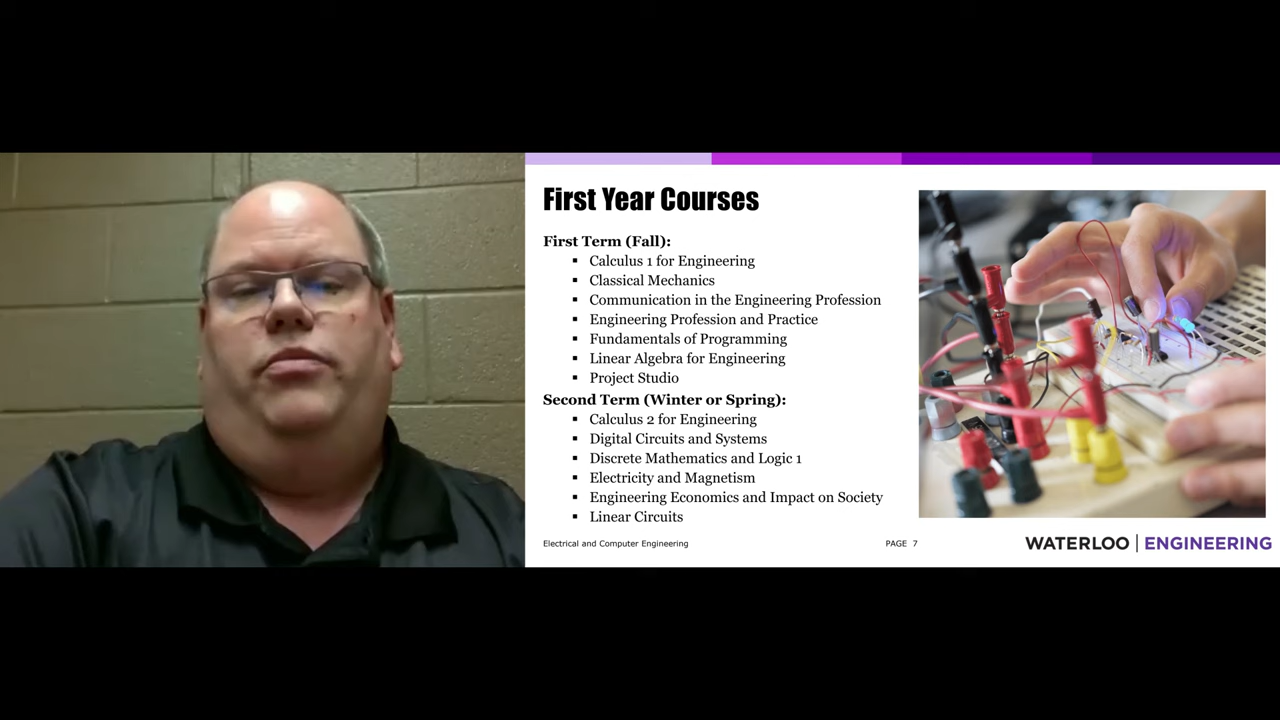 First Year Courses
First Term (Fall):
▪ Calculus 1 for Engineering
▪ Classical Mechanics
▪ Communication in the Engineering Profession
▪ Engineering Profession and Practice
▪ Fundamentals of Programming
▪ Linear Algebra for Engineering
▪ Project Studio
Second Term (Winter or Spring):
▪ Calculus 2 for Engineering
▪ Digital Circuits and Systems
▪ Discrete Mathematics and Logic 1
▪ Electricity and Magnetism
▪ Engineering Economics and Impact on Society
▪ Linear Circuits
Electrical and Computer Engineering PAGE 7 WATERLOO | ENGINEERING